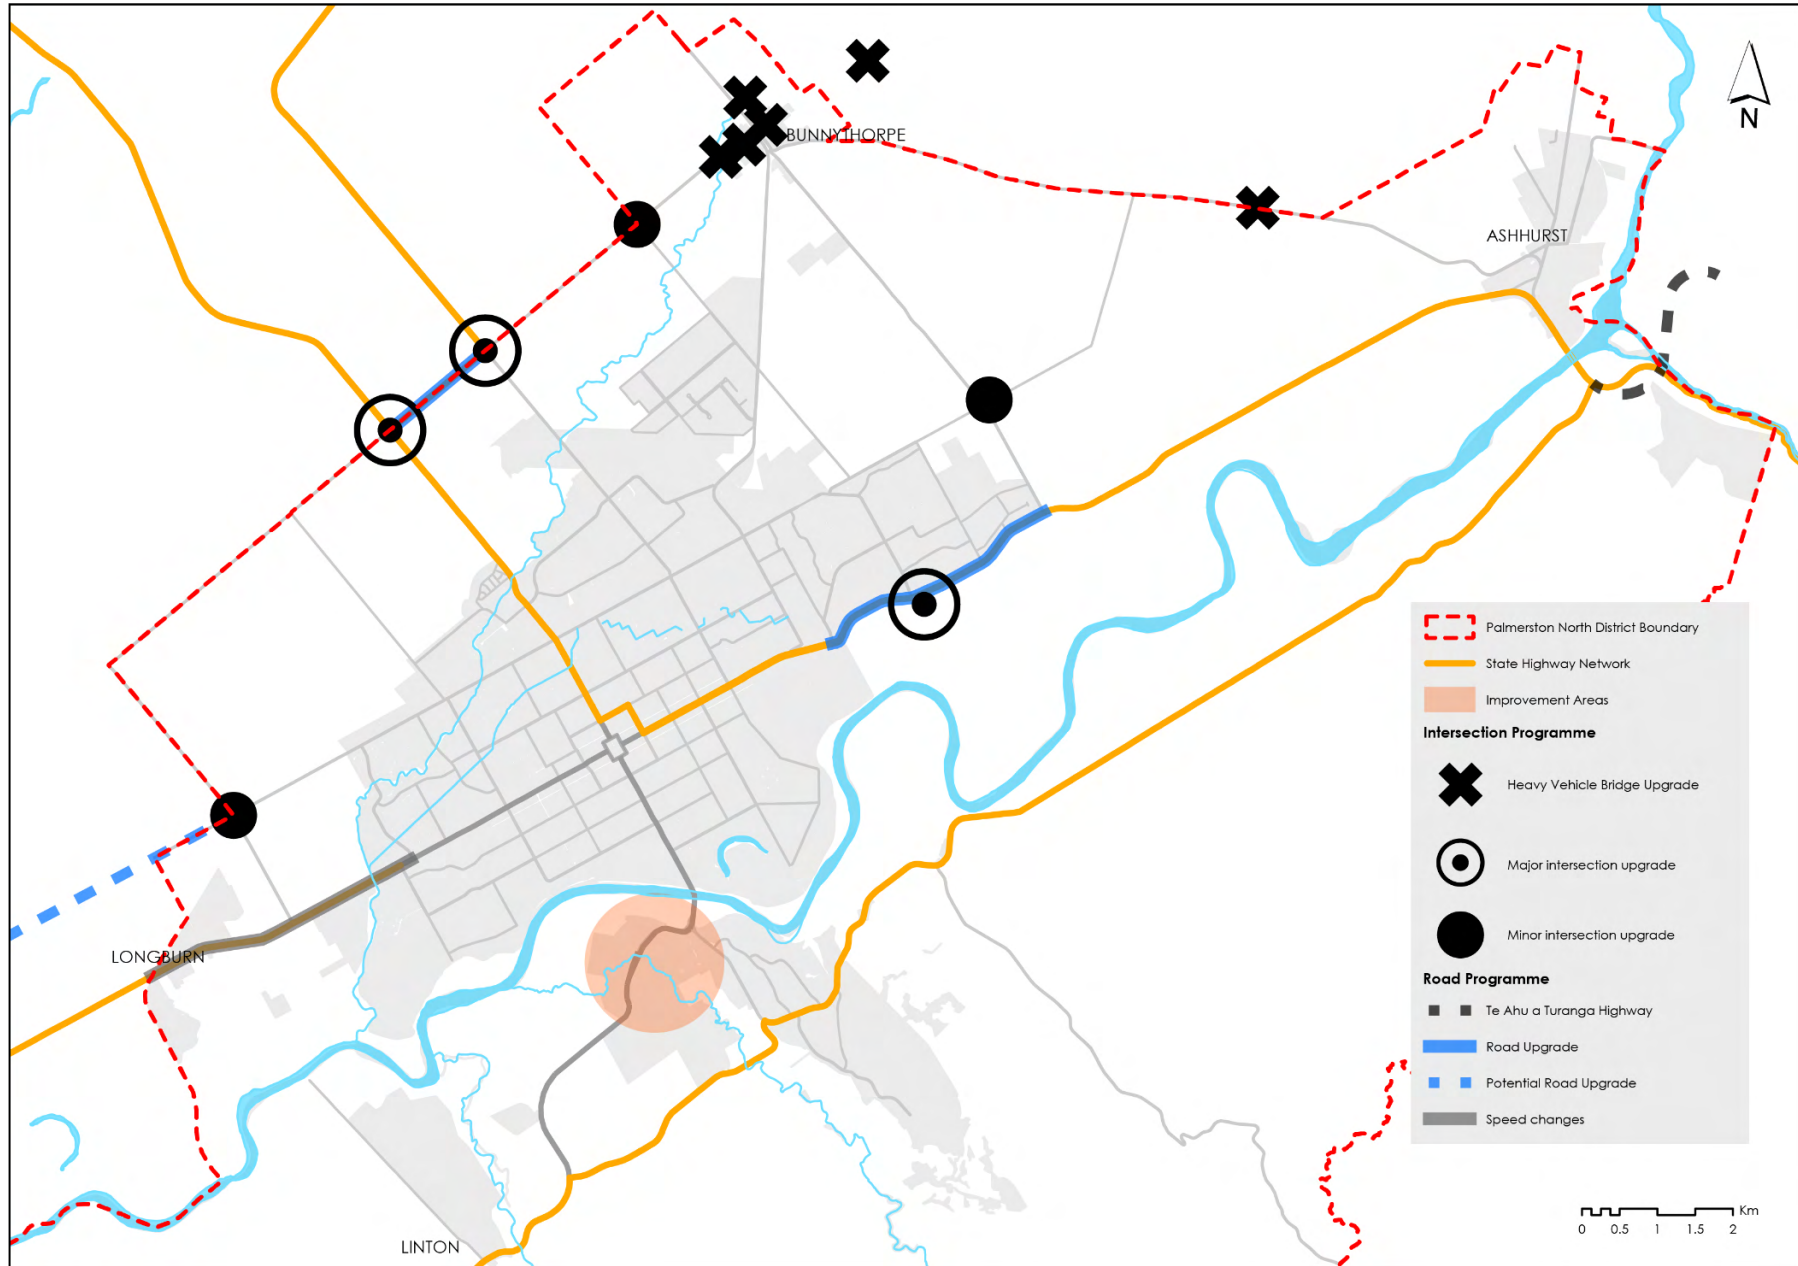 N
BUNNYTHORPE
ASHHURST
LONGBURN
LINTON
Palmerston North District Boundary
State Highway Network
Improvement Areas
Intersection Programme
Heavy Vehicle Bridge Upgrade
Major intersection upgrade
Minor intersection upgrade
Road Programme
Te Ahu a Turanga Highway
Road Upgrade
Potential Road Upgrade
Speed changes
Km
0 0.5 1 1.5 2